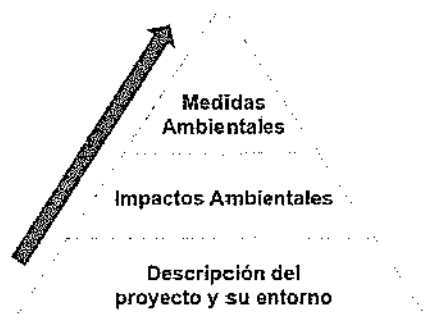 Medidas
Ambientales
Impactos Ambientales
Descripción del
proyecto y su entorno